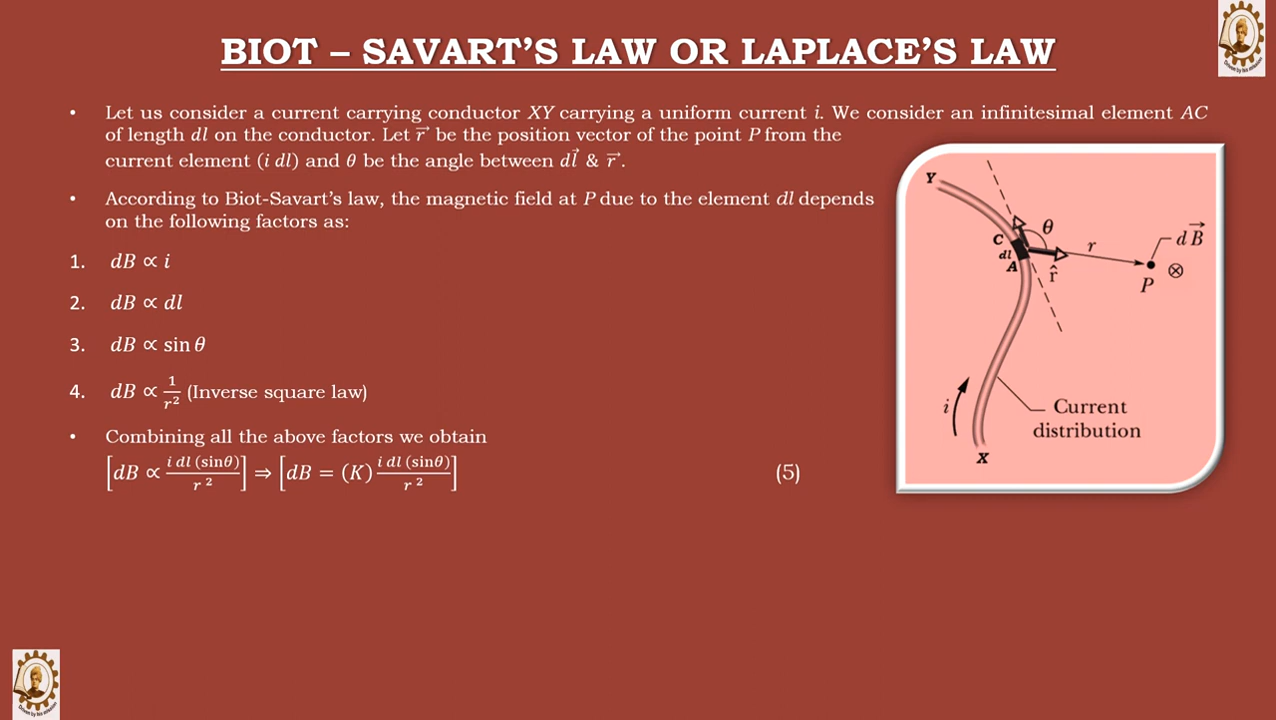 BIOT – SAVART’S LAW OR LAPLACE’S LAW
• Let us consider a current carrying conductor XY carrying a uniform current i. We consider an infinitesimal element AC
of length dl on the conductor. Let r⃗ be the position vector of the point P from the
current element (i dl) and θ be the angle between dl⃗ & r⃗.
• According to Biot-Savart’s law, the magnetic field at P due to the element dl depends
on the following factors as:
1. dB ∝ i
2. dB ∝ dl
3. dB ∝ sin θ
4. dB ∝ 1/r² (Inverse square law)
• Combining all the above factors we obtain
[dB ∝ i dl (sinθ)/r²] ⇒ [dB = (K) i dl (sinθ)/r²] (5)
Y
C
dl
A
θ
r̂
r
dB⃗
⊗
P
i
Current
distribution
X